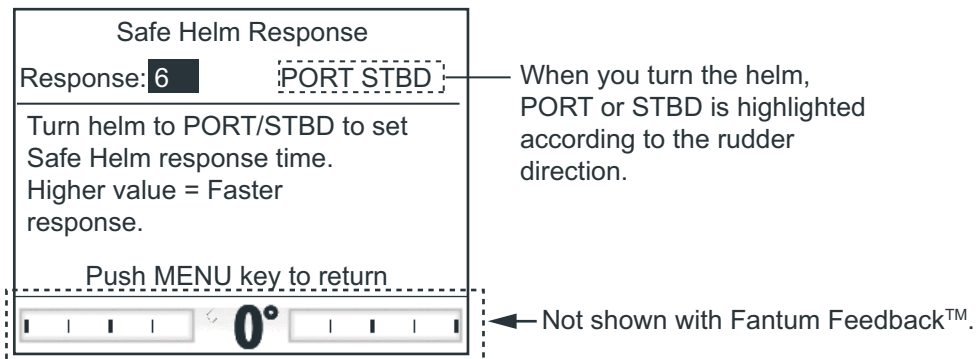 Safe Helm Response
Response: 6 PORT STBD
Turn helm to PORT/STBD to set
Safe Helm response time.
Higher value = Faster
response.
Push MENU key to return
0°
When you turn the helm,
PORT or STBD is highlighted
according to the rudder
direction.
Not shown with Fantum Feedback™.